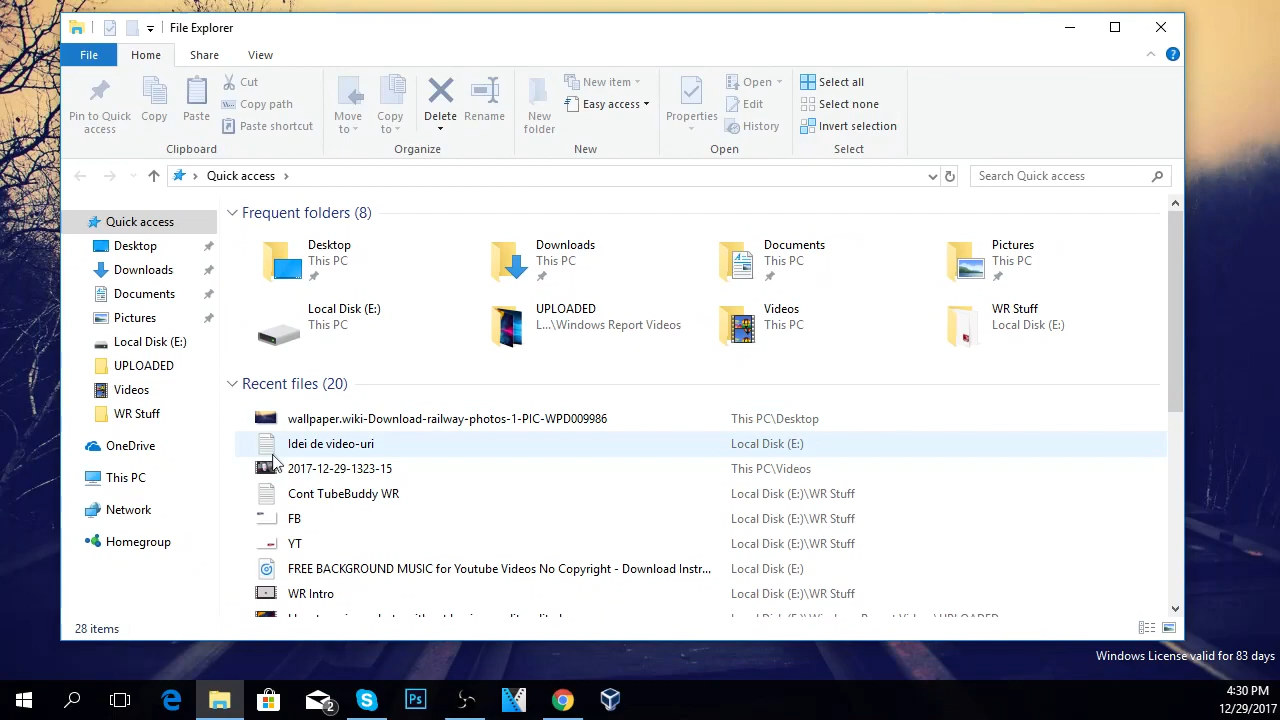 File Explorer
File Home Share View
Pin to Quick access
Copy
Paste
Cut
Copy path
Paste shortcut
Clipboard
Move to
Copy to
Delete
Rename
Organize
New folder
New item
Easy access
New
Properties
Open
Edit
History
Open
Select all
Select none
Invert selection
Select
Quick access
Search Quick access
Quick access
Desktop
Downloads
Documents
Pictures
Local Disk (E:)
UPLOADED
Videos
WR Stuff
OneDrive
This PC
Network
Homegroup
Frequent folders (8)
Desktop
This PC
Downloads
This PC
Documents
This PC
Pictures
This PC
Local Disk (E:)
This PC
UPLOADED
L...\Windows Report Videos
Videos
This PC
WR Stuff
Local Disk (E:)
Recent files (20)
wallpaper.wiki-Download-railway-photos-1-PIC-WPD009986 This PC\Desktop
Idei de video-uri Local Disk (E:)
2017-12-29-1323-15 This PC\Videos
Cont TubeBuddy WR Local Disk (E:)\WR Stuff
FB Local Disk (E:)\WR Stuff
YT Local Disk (E:)\WR Stuff
FREE BACKGROUND MUSIC for Youtube Videos No Copyright - Download Instr... Local Disk (E:)
WR Intro Local Disk (E:)\WR Stuff
28 items
Windows License valid for 83 days
2
Ps
4:30 PM
12/29/2017